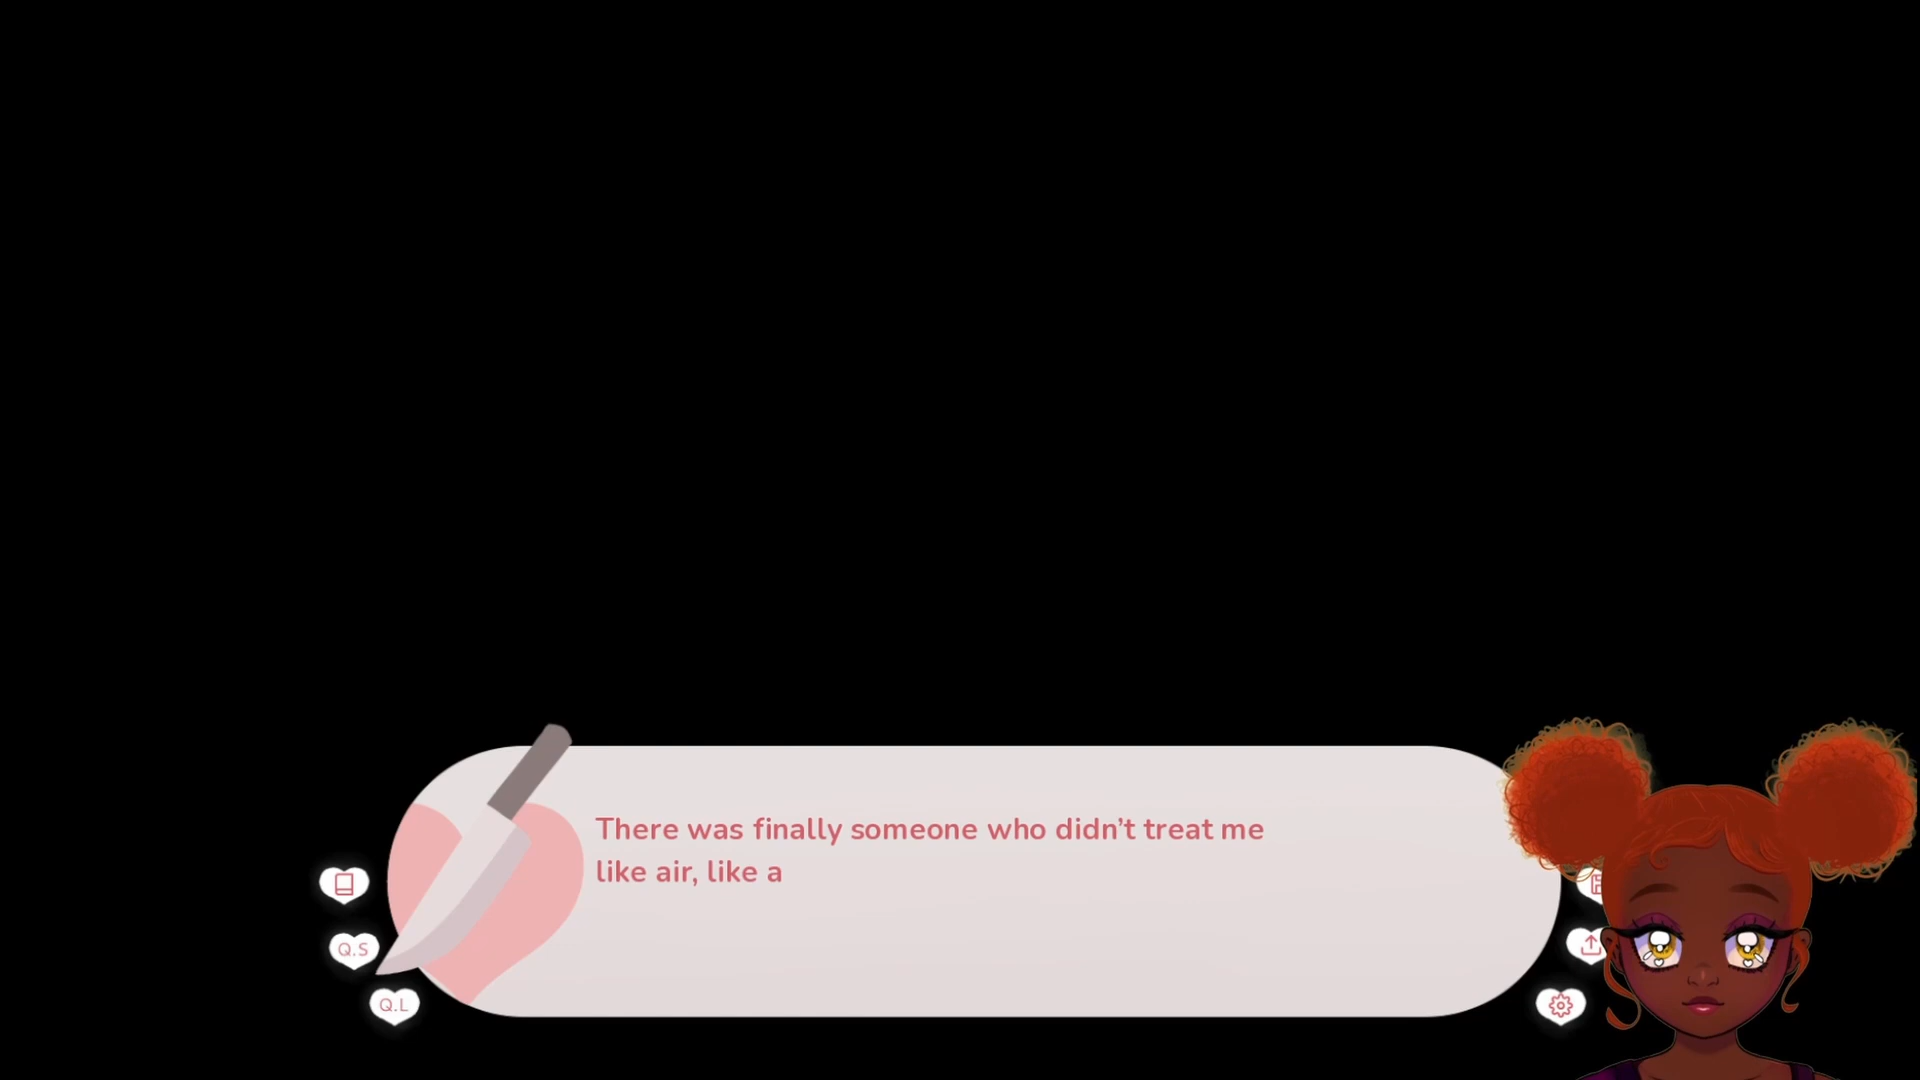 There was finally someone who didn’t treat me
like air, like a
Q.S
Q.L